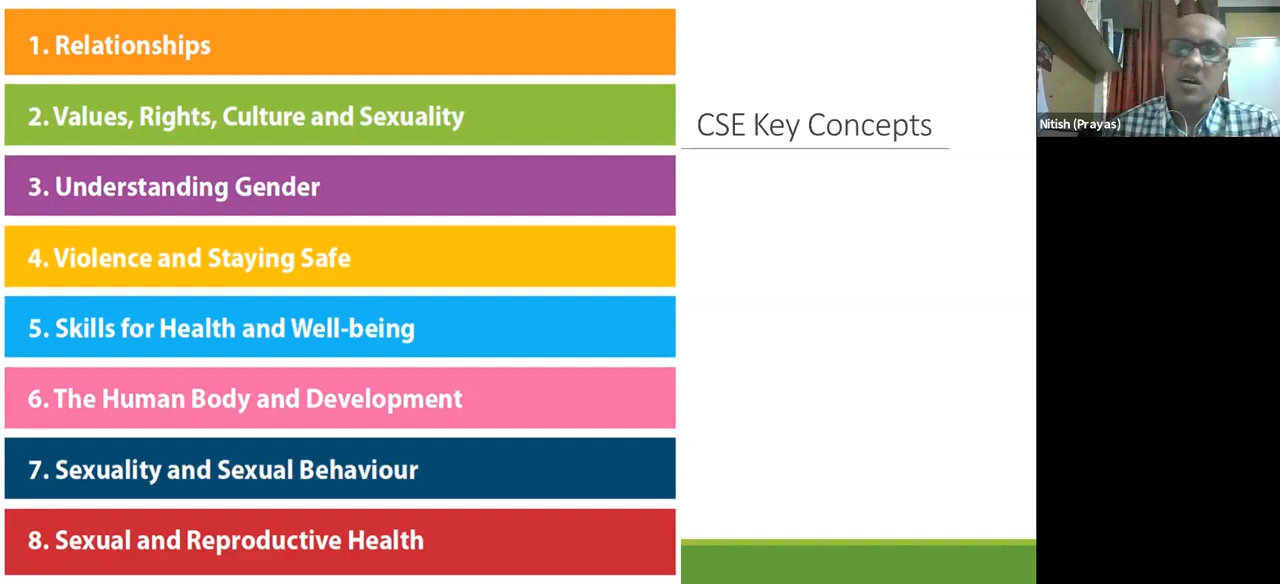 1. Relationships
2. Values, Rights, Culture and Sexuality
3. Understanding Gender
4. Violence and Staying Safe
5. Skills for Health and Well-being
6. The Human Body and Development
7. Sexuality and Sexual Behaviour
8. Sexual and Reproductive Health
CSE Key Concepts
Nitish (Prayas)